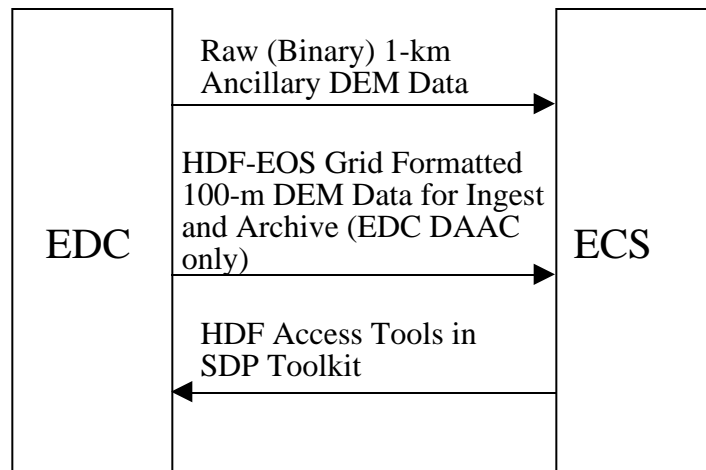 Raw (Binary) 1-km
Ancillary DEM Data
HDF-EOS Grid Formatted
100-m DEM Data for Ingest
and Archive (EDC DAAC
only)
EDC
ECS
HDF Access Tools in
SDP Toolkit